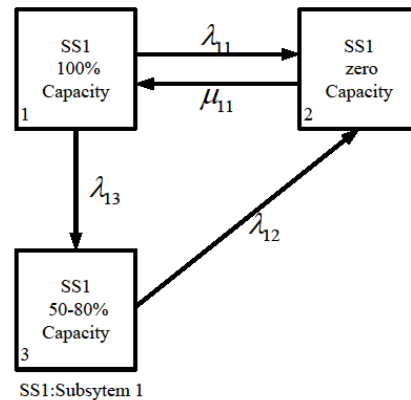 SS1
100%
Capacity
1
λ11
μ11
SS1
zero
Capacity
2
λ13
λ12
SS1
50-80%
Capacity
3
SS1:Subsytem 1